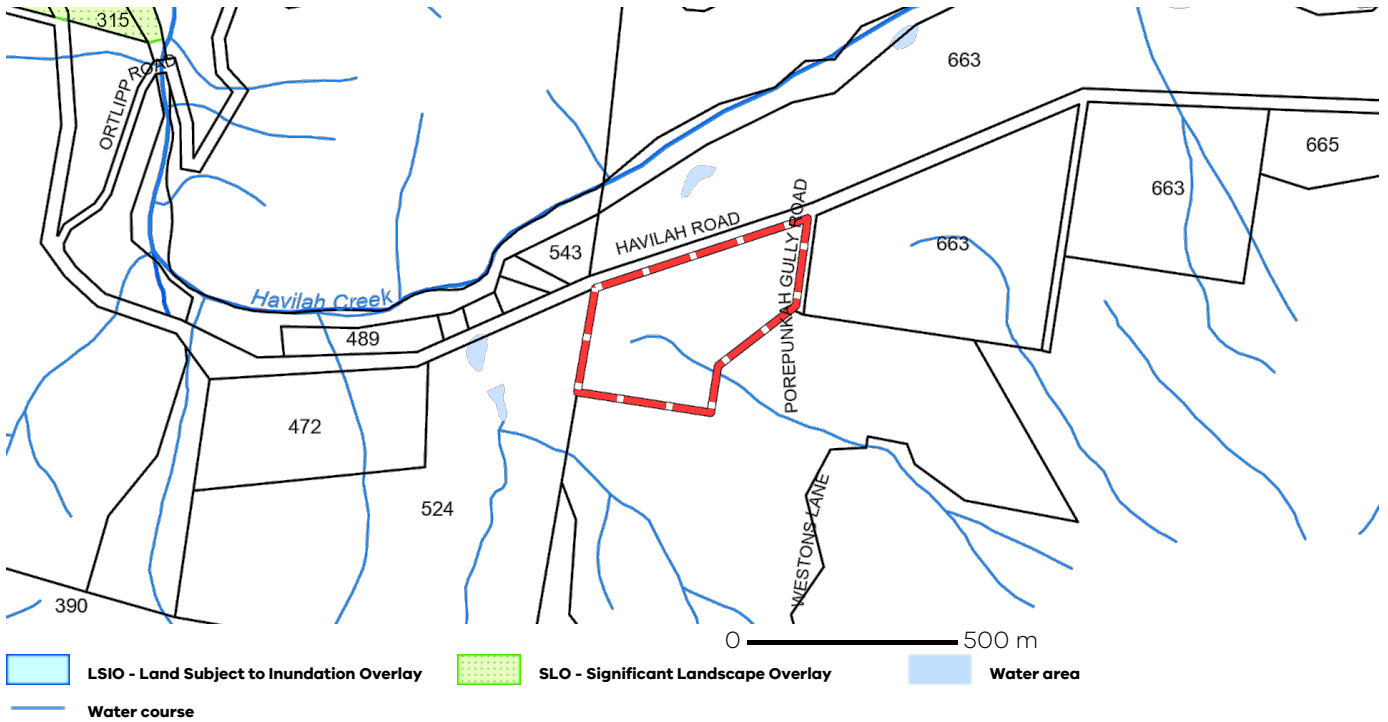 315
ORTLIPP ROAD
663
665
663
663
HAVILAH ROAD
543
POREPUNKAH GULLY ROAD
Havilah Creek
489
472
524
WESTONS LANE
390
0 500 m
LSIO - Land Subject to Inundation Overlay
SLO - Significant Landscape Overlay
Water area
Water course